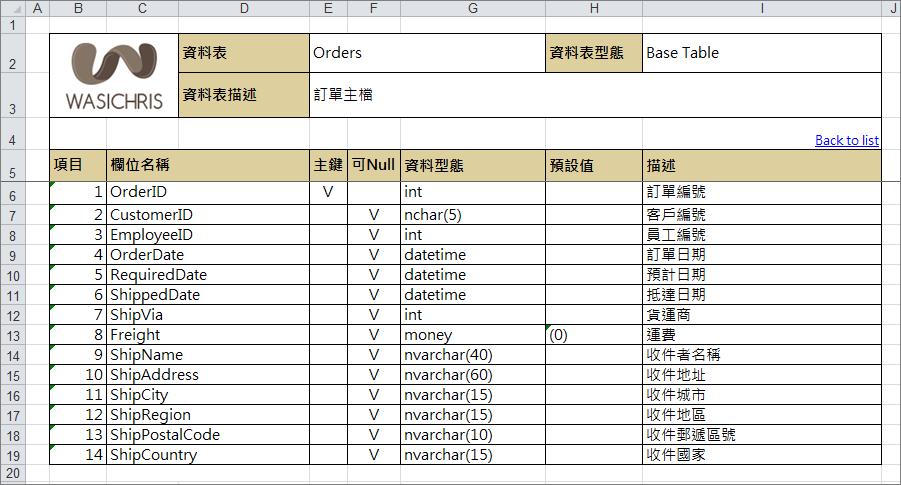 A B C D E F G H I J
1
2 WASICHRIS 資料表 Orders 資料表型態 Base Table
3 資料表描述 訂單主檔
4 Back to list
5 項目 欄位名稱 主鍵 可Null 資料型態 預設值 描述
6 1 OrderID V int 訂單編號
7 2 CustomerID V nchar(5) 客戶編號
8 3 EmployeeID V int 員工編號
9 4 OrderDate V datetime 訂單日期
10 5 RequiredDate V datetime 預計日期
11 6 ShippedDate V datetime 抵達日期
12 7 ShipVia V int 貨運商
13 8 Freight V money (0) 運費
14 9 ShipName V nvarchar(40) 收件者名稱
15 10 ShipAddress V nvarchar(60) 收件地址
16 11 ShipCity V nvarchar(15) 收件城市
17 12 ShipRegion V nvarchar(15) 收件地區
18 13 ShipPostalCode V nvarchar(10) 收件郵遞區號
19 14 ShipCountry V nvarchar(15) 收件國家
20